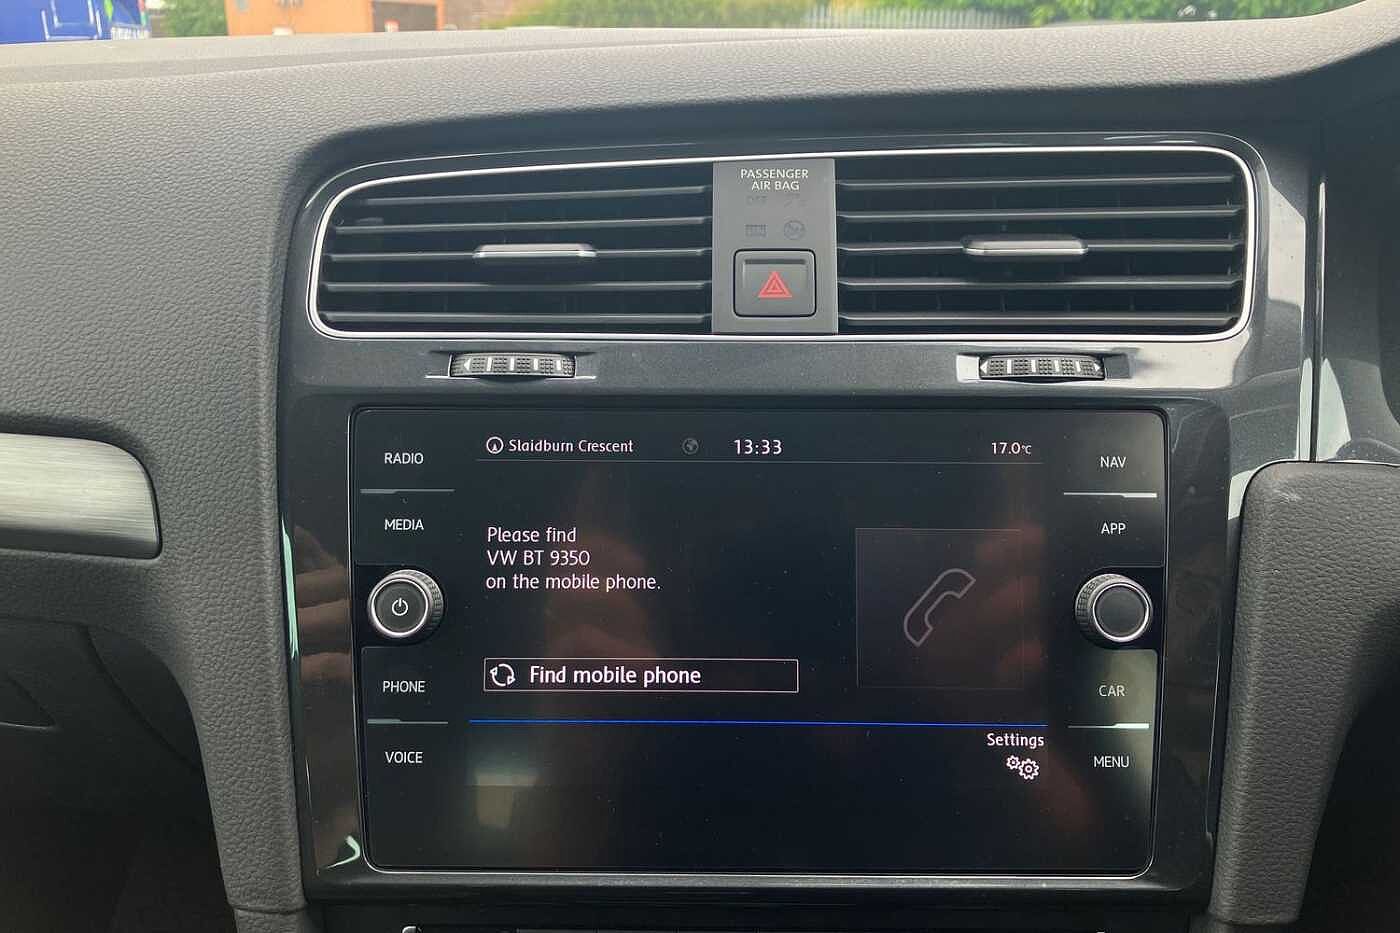 PASSENGER
AIR BAG
RADIO
MEDIA
PHONE
VOICE
Slaidburn Crescent 13:33 17.0°C
Please find
VW BT 9350
on the mobile phone.
Find mobile phone
Settings
NAV
APP
CAR
MENU